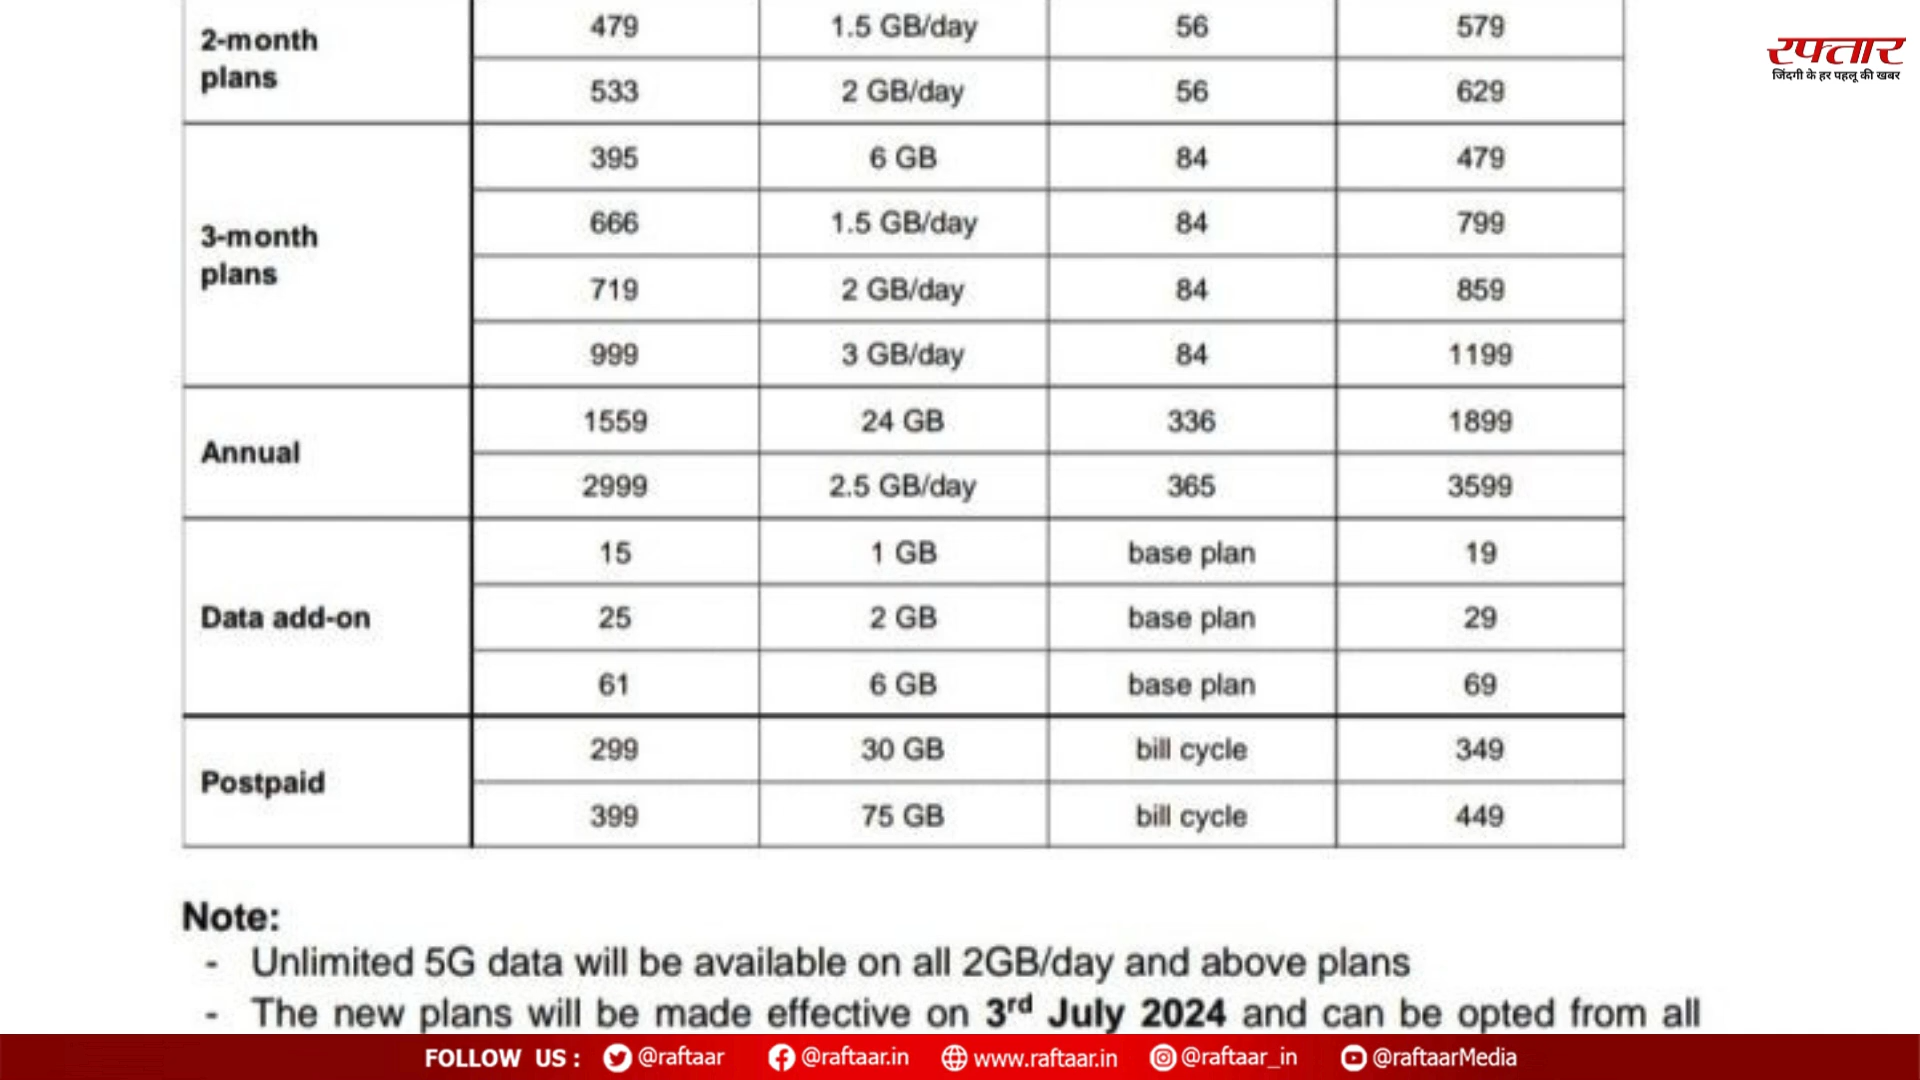 रफ्तार
जिंदगी के हर पहलू की खबर
2-month plans
479 1.5 GB/day 56 579
533 2 GB/day 56 629
3-month plans
395 6 GB 84 479
666 1.5 GB/day 84 799
719 2 GB/day 84 859
999 3 GB/day 84 1199
Annual
1559 24 GB 336 1899
2999 2.5 GB/day 365 3599
Data add-on
15 1 GB base plan 19
25 2 GB base plan 29
61 6 GB base plan 69
Postpaid
299 30 GB bill cycle 349
399 75 GB bill cycle 449
Note:
- Unlimited 5G data will be available on all 2GB/day and above plans
- The new plans will be made effective on 3rd July 2024 and can be opted from all
FOLLOW US : @raftaar @raftaar.in www.raftaar.in @raftaar_in @raftaarMedia